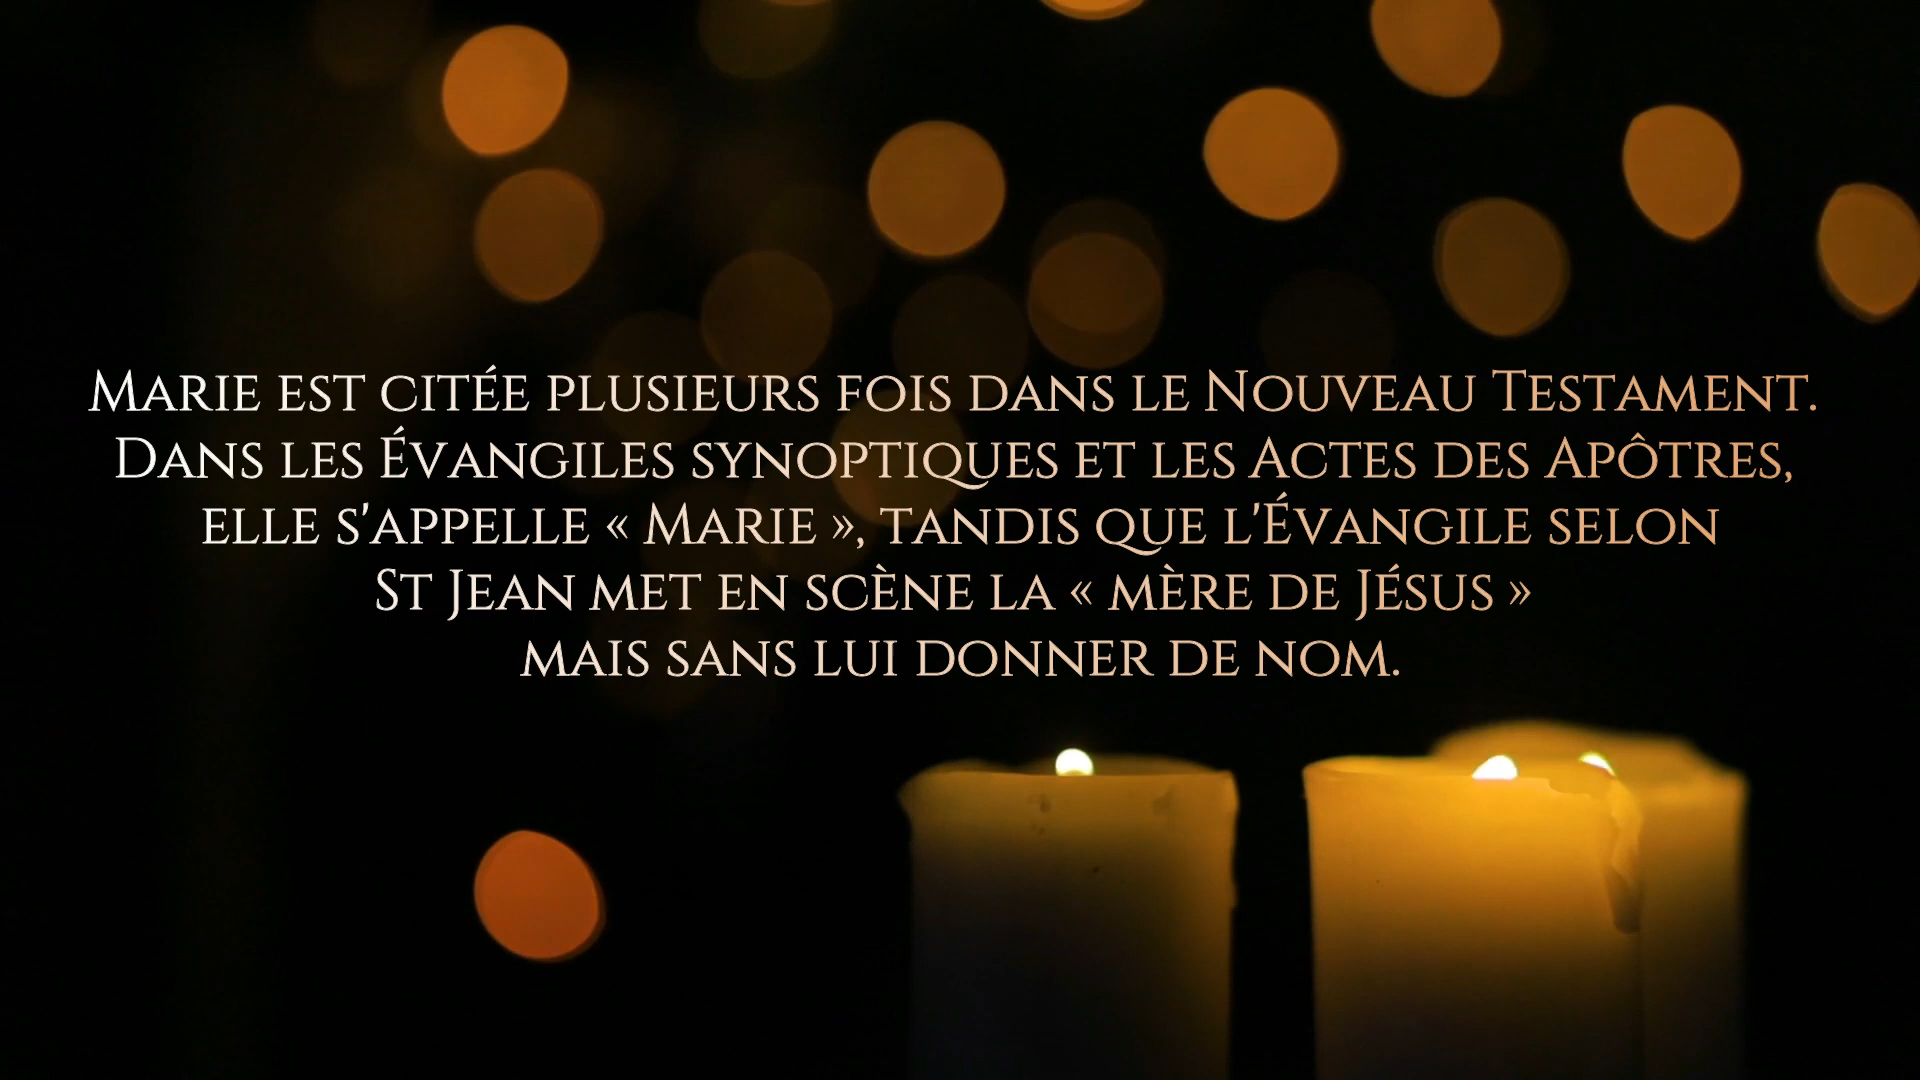 Marie est citée plusieurs fois dans le Nouveau Testament.
Dans les Évangiles synoptiques et les Actes des Apôtres,
elle s'appelle « Marie », tandis que l'Évangile selon
St Jean met en scène la « mère de Jésus »
mais sans lui donner de nom.